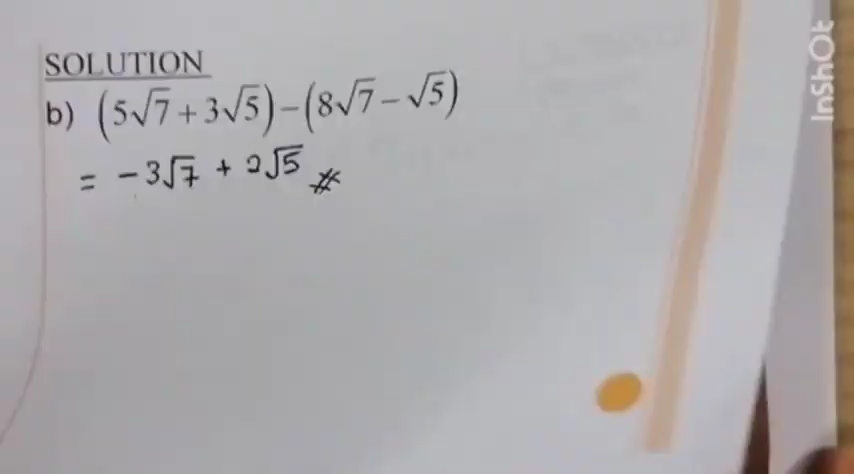 SOLUTION
b) (5√7 + 3√5) − (8√7 − √5)
= −3√7 + 2√5 #
InShOt